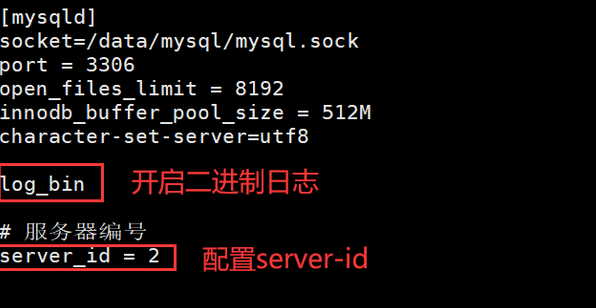 [mysqld]
socket=/data/mysql/mysql.sock
port = 3306
open_files_limit = 8192
innodb_buffer_pool_size = 512M
character-set-server=utf8
log_bin 开启二进制日志
# 服务器编号
server_id = 2 配置server-id